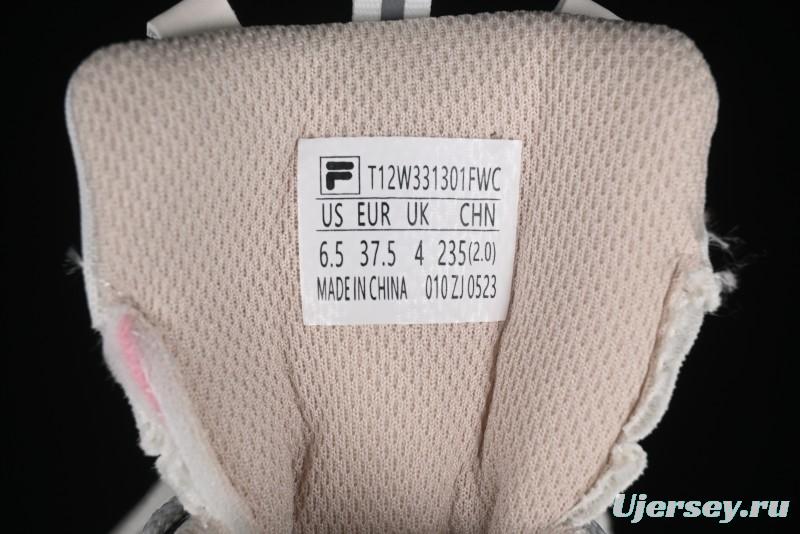 F T12W331301FWC
US EUR UK CHN
6.5 37.5 4 235(2.0)
MADE IN CHINA 010 ZJ 0523
Ujersey.ru